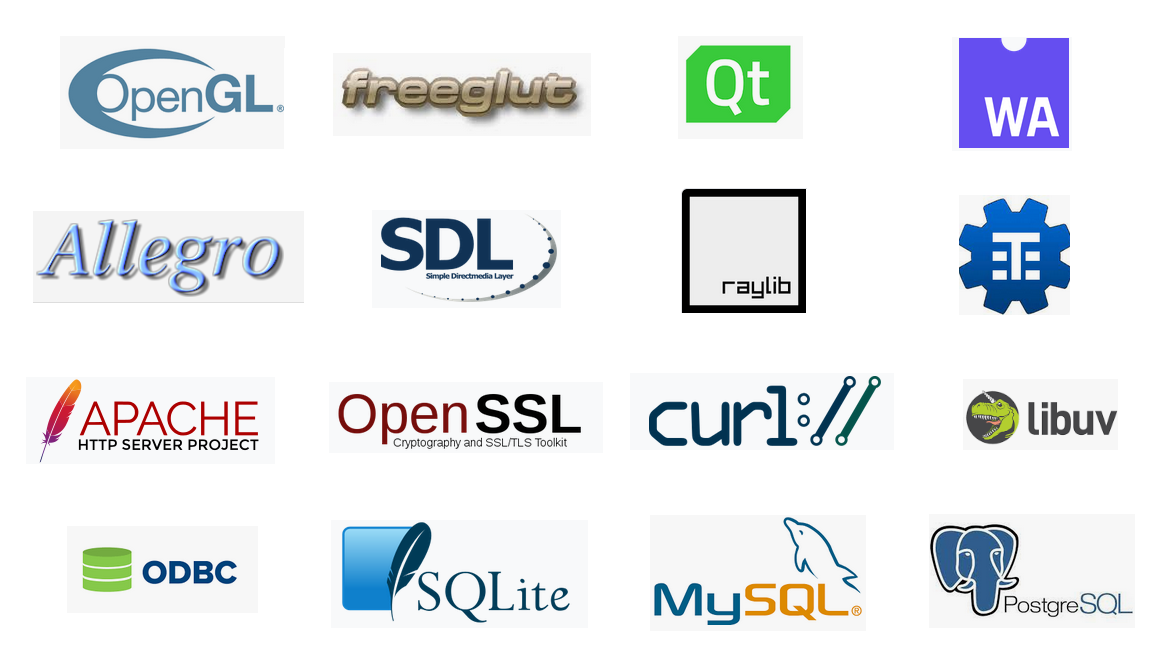 OpenGL®
freeglut
Qt
WA
Allegro
SDL
Simple Directmedia Layer
raylib
T
APACHE
HTTP SERVER PROJECT
OpenSSL
Cryptography and SSL/TLS Toolkit
curl://
libuv
ODBC
SQLite
MySQL®
PostgreSQL